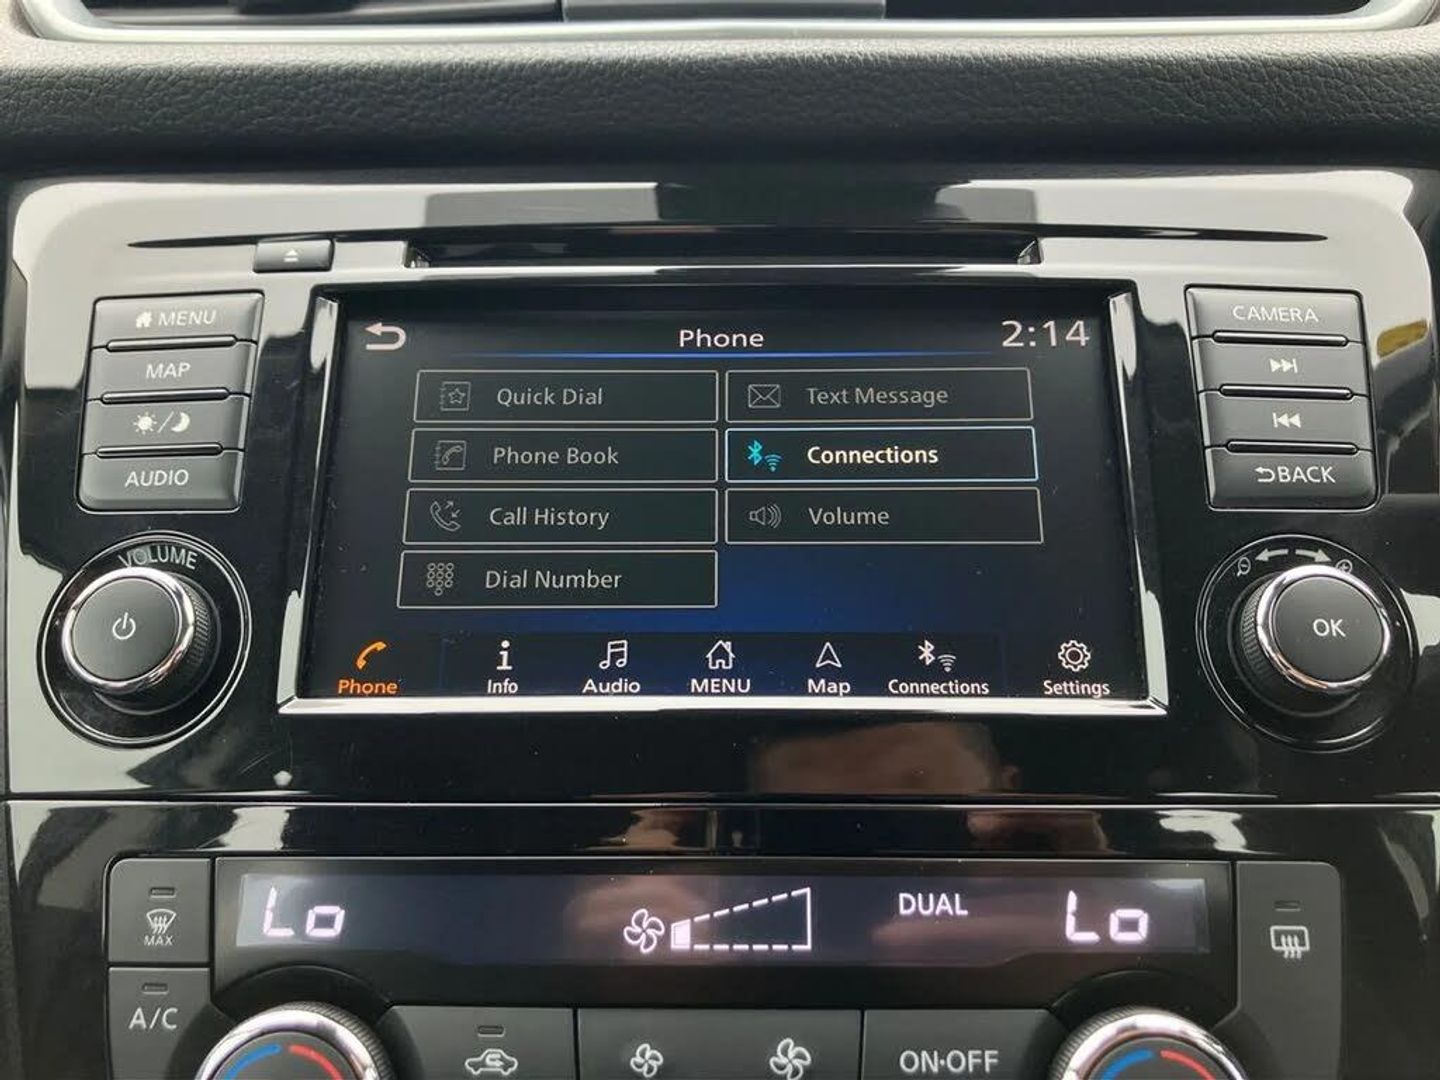 MENU
MAP
AUDIO
VOLUME
Phone 2:14
Quick Dial
Text Message
Phone Book
Connections
Call History
Volume
Dial Number
Phone Info Audio MENU Map Connections Settings
CAMERA
BACK
OK
Lo DUAL Lo
MAX
A/C
ON·OFF